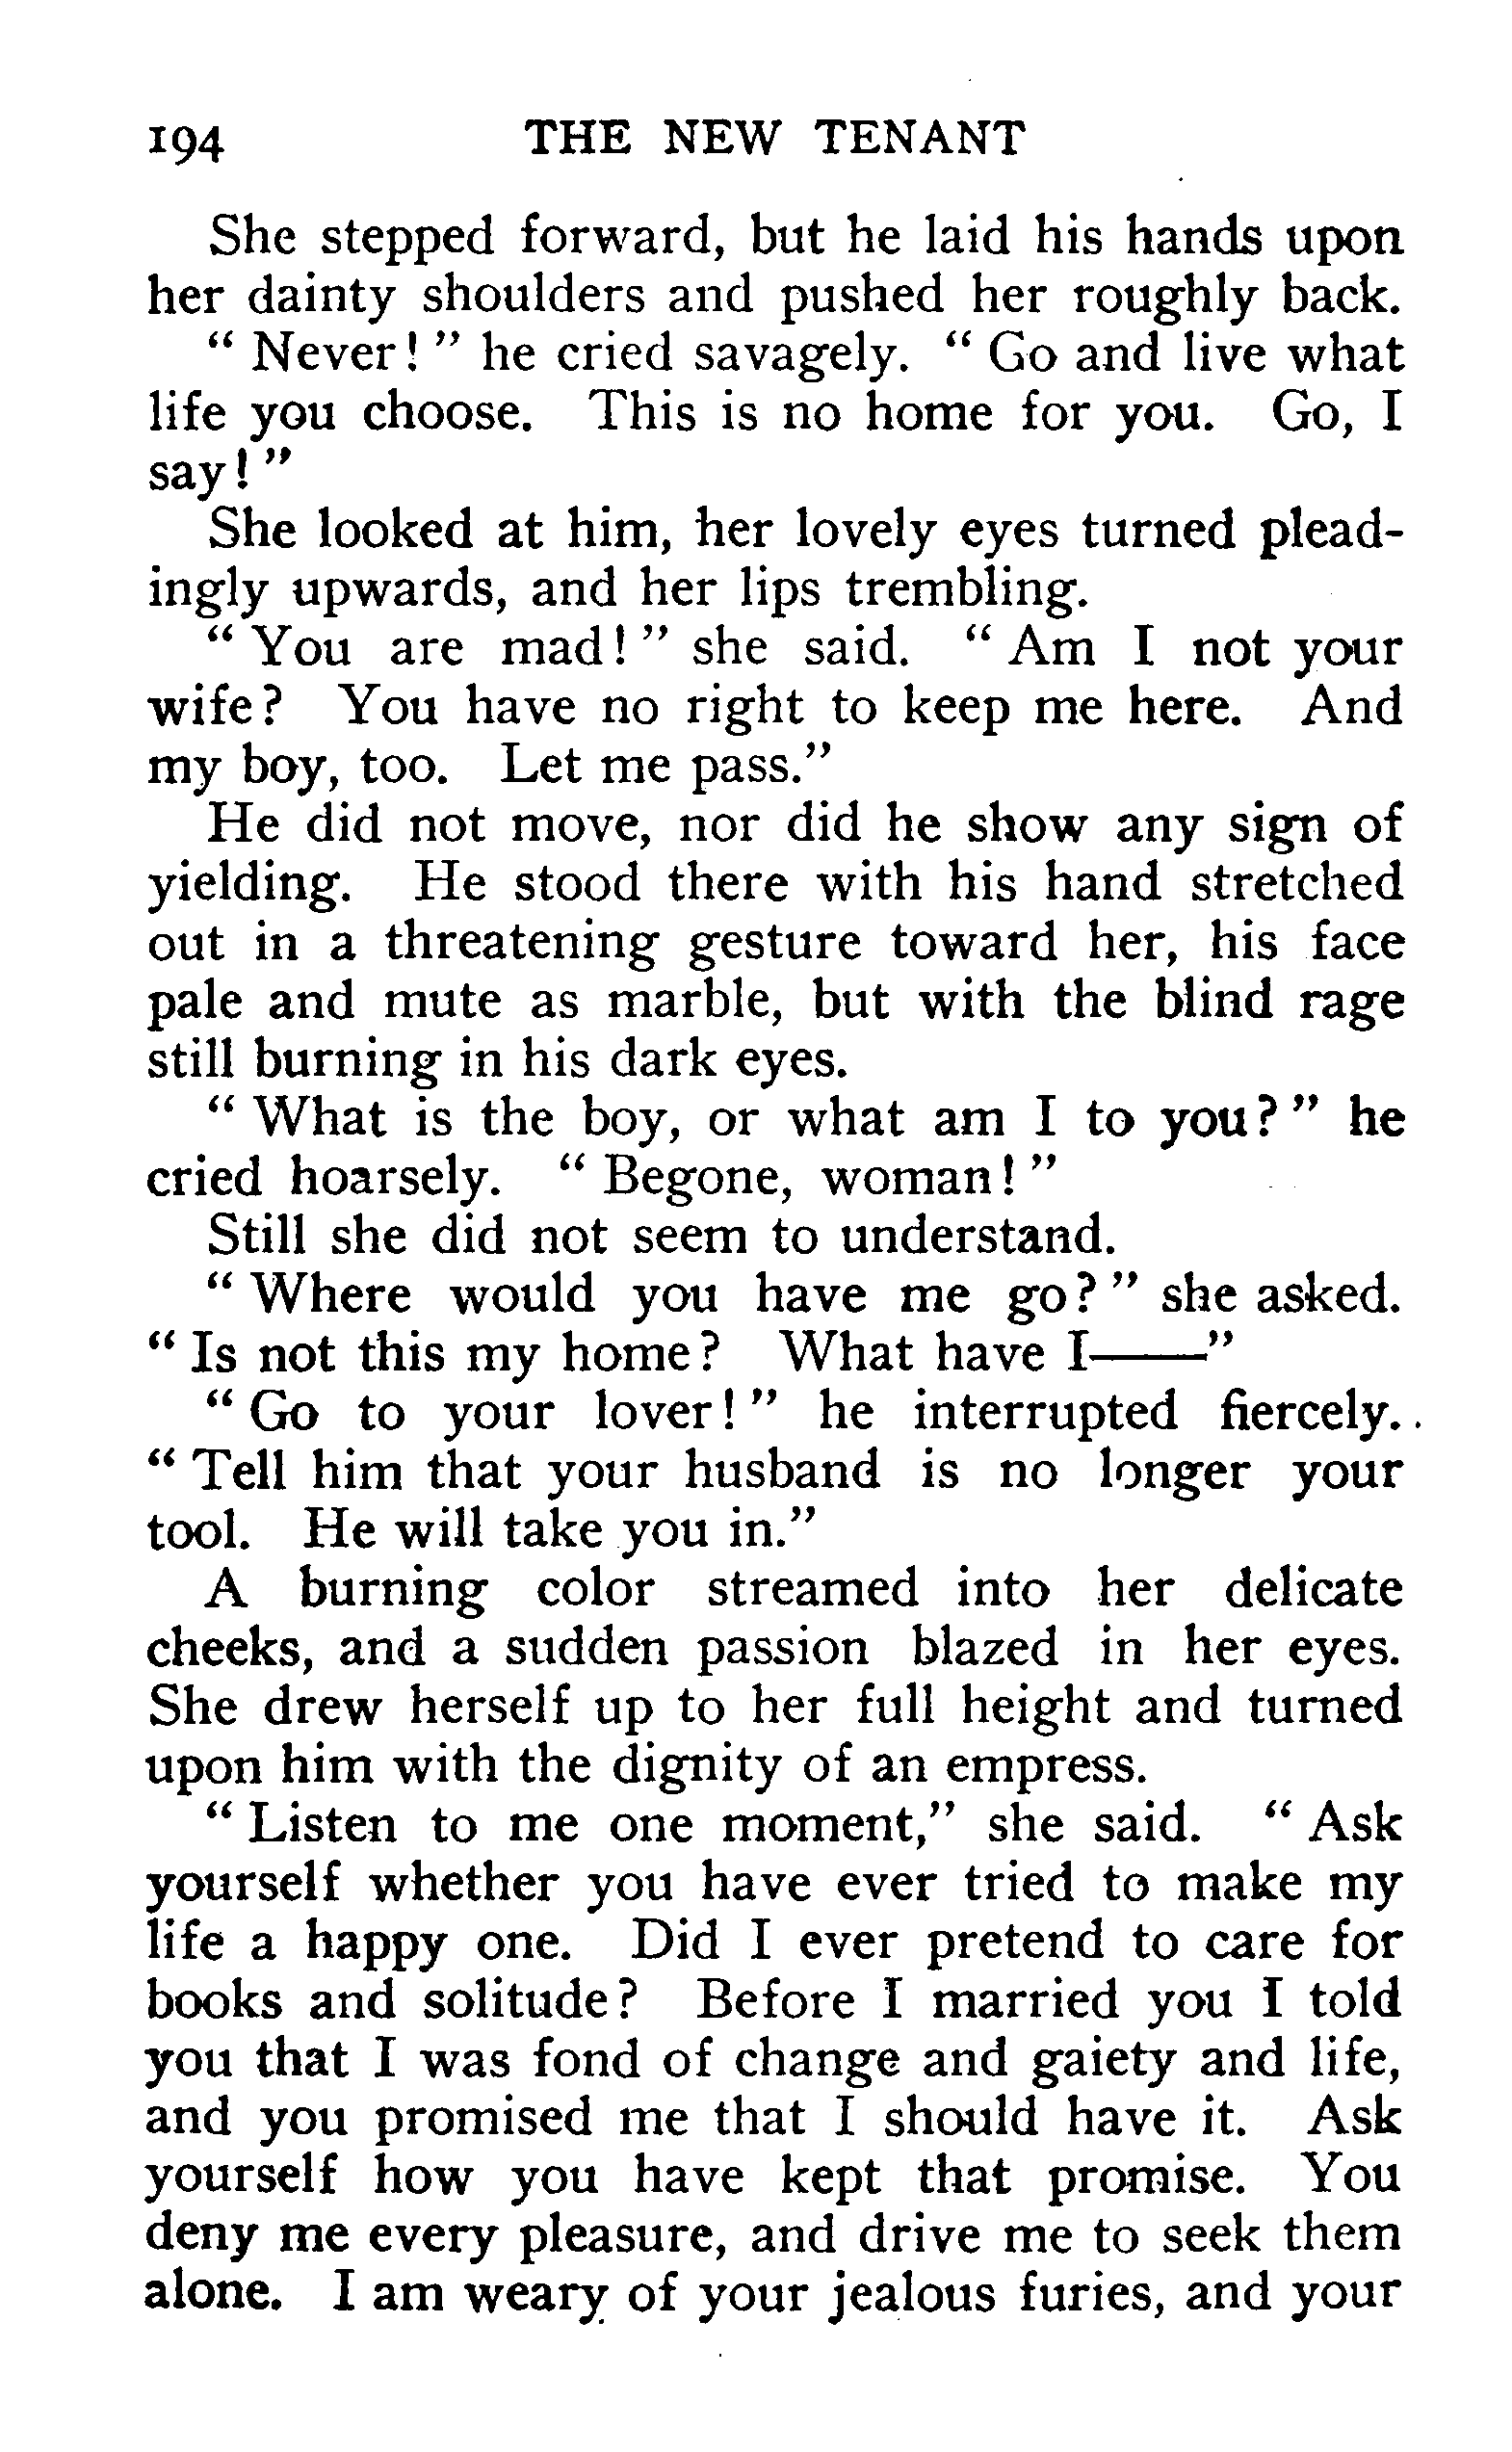 194 THE NEW TENANT
She stepped forward, but he laid his hands upon
her dainty shoulders and pushed her roughly back.
“ Never! ” he cried savagely. “ Go and live what
life you choose. This is no home for you. Go, I
say! ”
She looked at him, her lovely eyes turned plead-
ingly upwards, and her lips trembling.
“ You are mad! ” she said. “ Am I not your
wife? You have no right to keep me here. And
my boy, too. Let me pass.”
He did not move, nor did he show any sign of
yielding. He stood there with his hand stretched
out in a threatening gesture toward her, his face
pale and mute as marble, but with the blind rage
still burning in his dark eyes.
“ What is the boy, or what am I to you? ” he
cried hoarsely. “ Begone, woman! ”
Still she did not seem to understand.
“ Where would you have me go? ” she asked.
“ Is not this my home? What have I——”
“ Go to your lover! ” he interrupted fiercely.
“ Tell him that your husband is no longer your
tool. He will take you in.”
A burning color streamed into her delicate
cheeks, and a sudden passion blazed in her eyes.
She drew herself up to her full height and turned
upon him with the dignity of an empress.
“ Listen to me one moment,” she said. “ Ask
yourself whether you have ever tried to make my
life a happy one. Did I ever pretend to care for
books and solitude? Before I married you I told
you that I was fond of change and gaiety and life,
and you promised me that I should have it. Ask
yourself how you have kept that promise. You
deny me every pleasure, and drive me to seek them
alone. I am weary of your jealous furies, and your